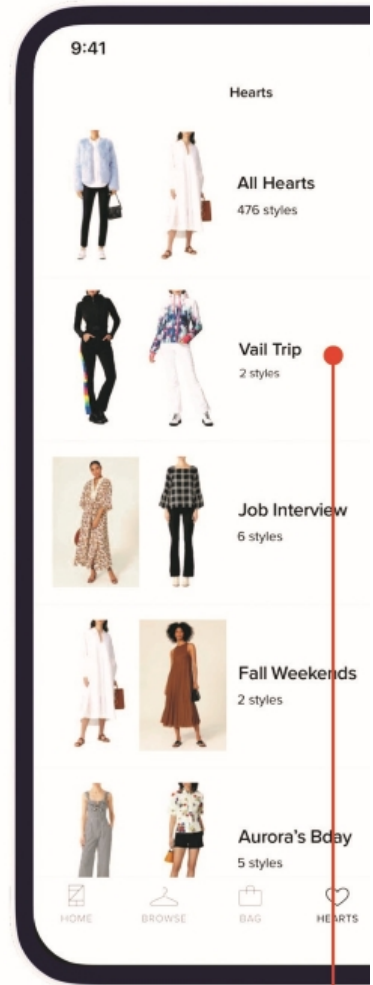 9:41
Hearts
All Hearts
476 styles
Vail Trip
2 styles
Job Interview
6 styles
Fall Weekends
2 styles
Aurora's Bday
5 styles
HOME BROWSE BAG HEARTS